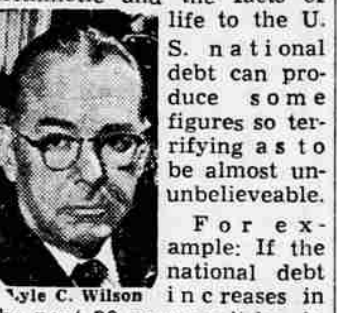 life to the U.
S. national
debt can pro-
duce some
figures so ter-
rifying as to
be almost un-
unbelieveable.
For ex-
ample: If the
national debt
increases in
yle C. Wilson